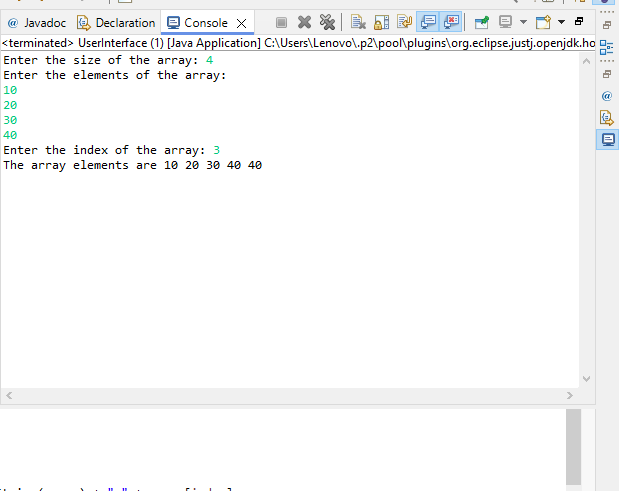 @ Javadoc Declaration Console
<terminated> UserInterface (1) [Java Application] C:\Users\Lenovo\.p2\pool\plugins\org.eclipse.justj.openjdk.ho
Enter the size of the array: 4
Enter the elements of the array:
10
20
30
40
Enter the index of the array: 3
The array elements are 10 20 30 40 40